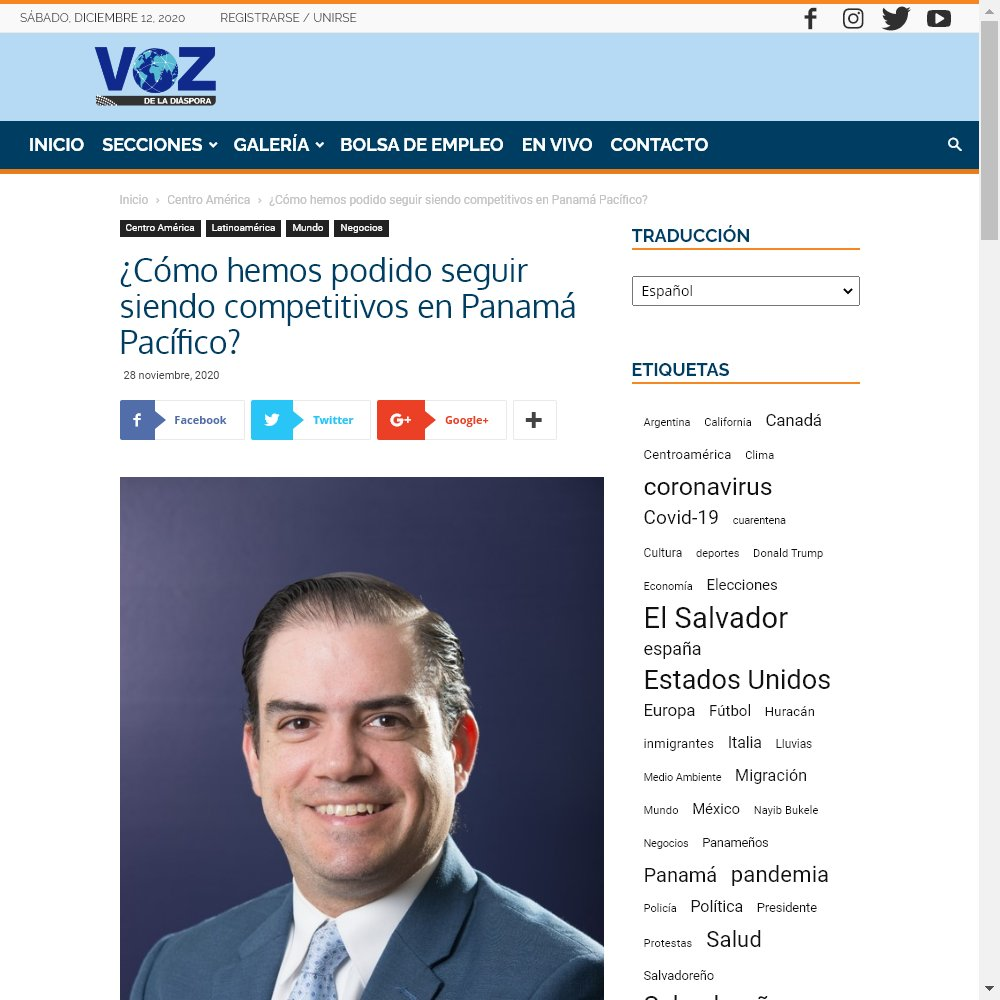 SÁBADO, DICIEMBRE 12, 2020
REGISTRARSE / UNIRSE
VOZ
DE LA DIÁSPORA
INICIO SECCIONES GALERÍA BOLSA DE EMPLEO EN VIVO CONTACTO
Inicio › Centro América › ¿Cómo hemos podido seguir siendo competitivos en Panamá Pacífico?
Centro América Latinoamérica Mundo Negocios
¿Cómo hemos podido seguir
siendo competitivos en Panamá
Pacífico?
28 noviembre, 2020
Facebook Twitter Google+
TRADUCCIÓN
Español
ETIQUETAS
Argentina California Canadá
Centroamérica Clima
coronavirus
Covid-19 cuarentena
Cultura deportes Donald Trump
Economía Elecciones
El Salvador
españa
Estados Unidos
Europa Fútbol Huracán
inmigrantes Italia Lluvias
Medio Ambiente Migración
Mundo México Nayib Bukele
Negocios Panameños
Panamá pandemia
Policía Política Presidente
Protestas Salud
Salvadoreño